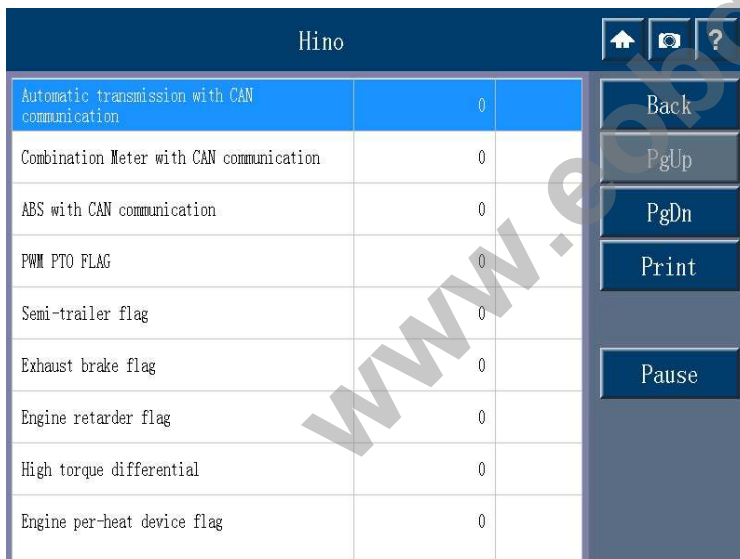 Hino
?
Automatic transmission with CAN
communication
0
Combination Meter with CAN communication
0
ABS with CAN communication
0
PWM PTO FLAG
0
Semi-trailer flag
0
Exhaust brake flag
0
Engine retarder flag
0
High torque differential
0
Engine per-heat device flag
0
Back
PgUp
PgDn
Print
Pause
www.eobd